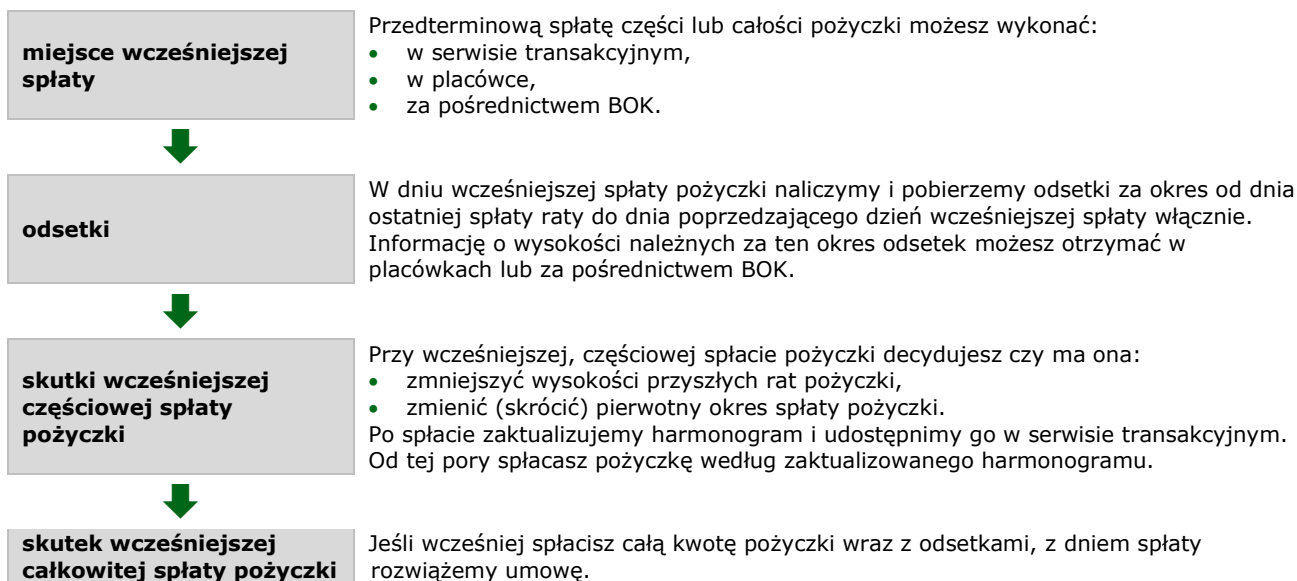 miejsce wcześniejszej
spłaty
Przedterminową spłatę części lub całości pożyczki możesz wykonać:
• w serwisie transakcyjnym,
• w placówce,
• za pośrednictwem BOK.
odsetki
W dniu wcześniejszej spłaty pożyczki naliczymy i pobierzemy odsetki za okres od dnia
ostatniej spłaty raty do dnia poprzedzającego dzień wcześniejszej spłaty włącznie.
Informację o wysokości należnych za ten okres odsetek możesz otrzymać w
placówkach lub za pośrednictwem BOK.
skutki wcześniejszej
częściowej spłaty
pożyczki
Przy wcześniejszej, częściowej spłacie pożyczki decydujesz czy ma ona:
• zmniejszyć wysokości przyszłych rat pożyczki,
• zmienić (skrócić) pierwotny okres spłaty pożyczki.
Po spłacie zaktualizujemy harmonogram i udostępnimy go w serwisie transakcyjnym.
Od tej pory spłacasz pożyczkę według zaktualizowanego harmonogramu.
skutek wcześniejszej
całkowitej spłaty pożyczki
Jeśli wcześniej spłacisz całą kwotę pożyczki wraz z odsetkami, z dniem spłaty
rozwiążemy umowę.